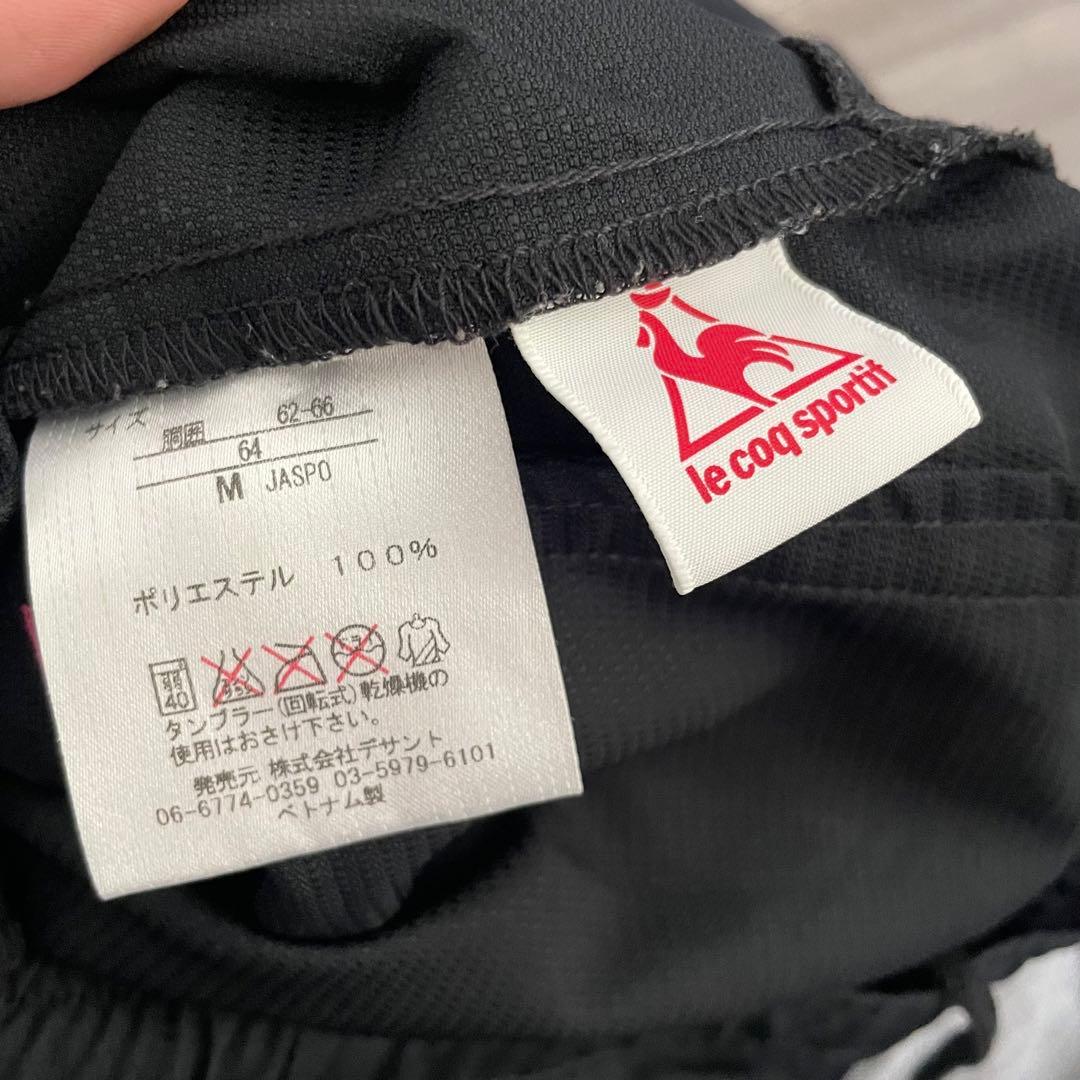 サイズ
胴囲 62-66
64
M JASPO
ポリエステル 100%
弱
40
タンブラー(回転式)乾燥機の
使用はおさけ下さい。
発売元 株式会社デサント
06-6774-0359 03-5979-6101
ベトナム製
le coq sportif